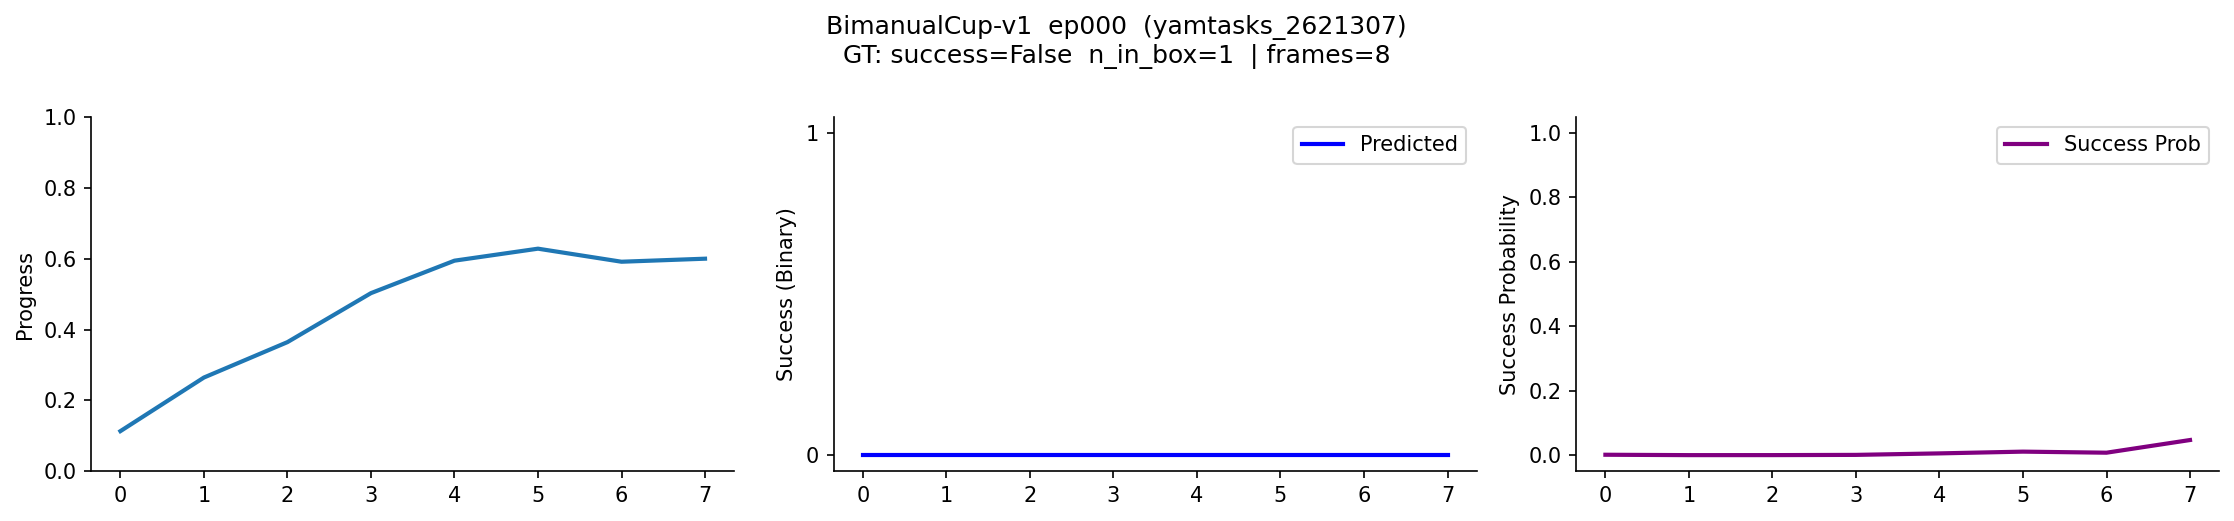 BimanualCup-v1 ep000 (yamtasks_2621307)
GT: success=False n_in_box=1 | frames=8
Progress
1.0
0.8
0.6
0.4
0.2
0.0
0 1 2 3 4 5 6 7
Success (Binary)
1
0
Predicted
0 1 2 3 4 5 6 7
Success Probability
1.0
0.8
0.6
0.4
0.2
0.0
Success Prob
0 1 2 3 4 5 6 7